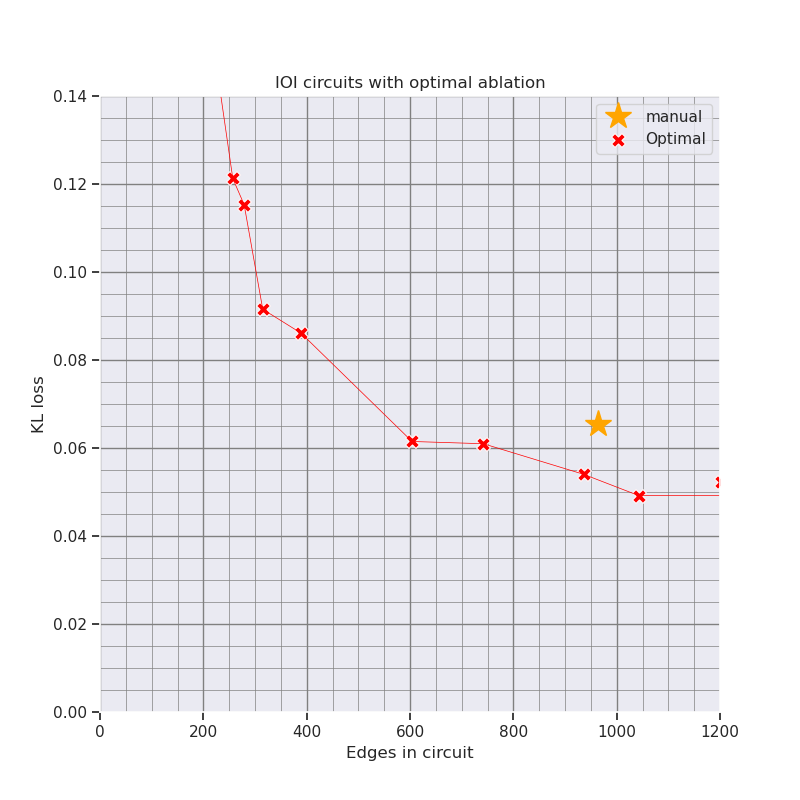 IOI circuits with optimal ablation
manual
Optimal
0.14
0.12
0.10
0.08
0.06
0.04
0.02
0.00
KL loss
0 200 400 600 800 1000 1200
Edges in circuit